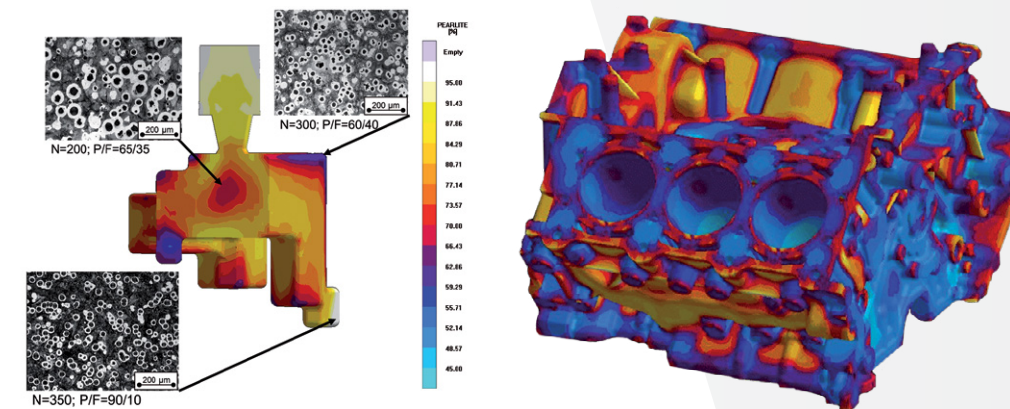 200 µm
N=200; P/F=65/35
200 µm
N=300; P/F=60/40
200 µm
N=350; P/F=90/10
PEARLITE
[%]
Empty
95.00
91.43
87.86
84.29
80.71
77.14
73.57
70.00
66.43
62.86
59.29
55.71
52.14
48.57
45.00